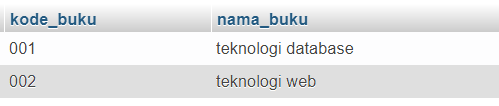 kode_buku nama_buku
001 teknologi database
002 teknologi web